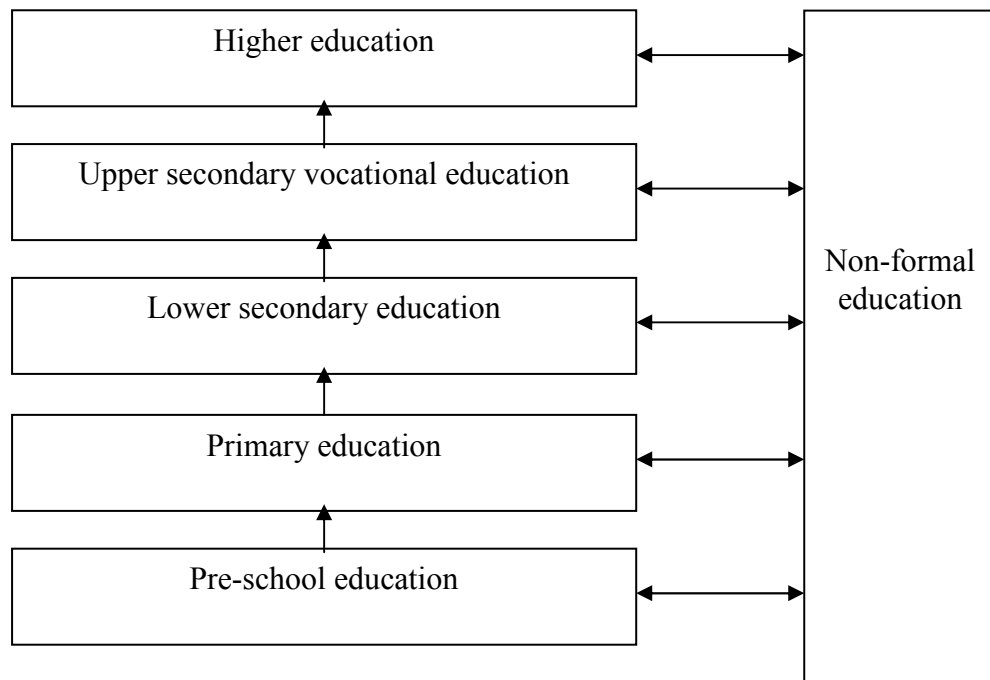 Higher education
Upper secondary vocational education
Lower secondary education
Primary education
Pre-school education
Non-formal
education